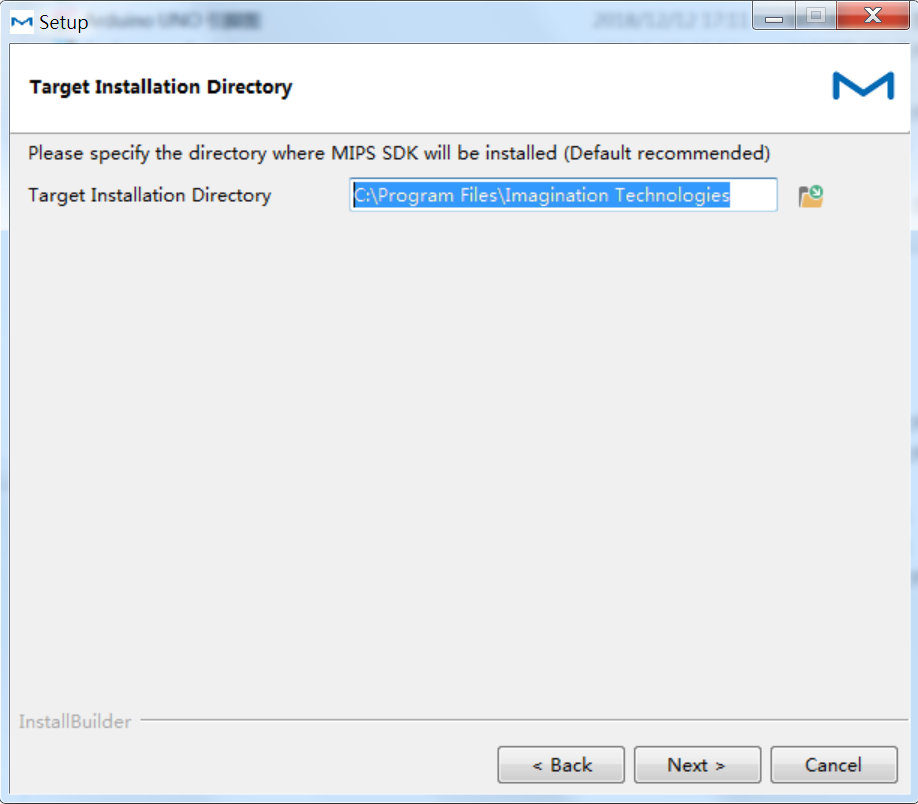 Setup
Target Installation Directory
Please specify the directory where MIPS SDK will be installed (Default recommended)
Target Installation Directory
C:\Program Files\Imagination Technologies
InstallBuilder
< Back
Next >
Cancel